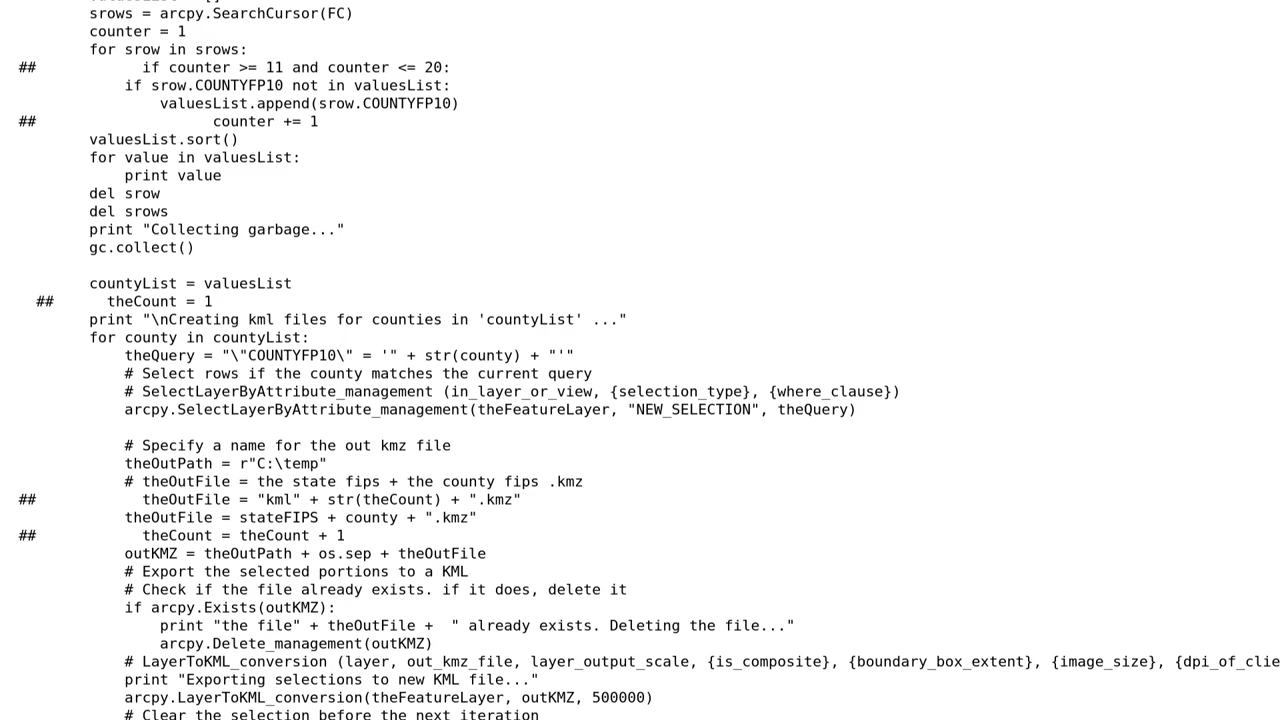 srows = arcpy.SearchCursor(FC)
counter = 1
for srow in srows:
##            if counter >= 11 and counter <= 20:
if srow.COUNTYFP10 not in valuesList:
valuesList.append(srow.COUNTYFP10)
##                    counter += 1
valuesList.sort()
for value in valuesList:
print value
del srow
del srows
print "Collecting garbage..."
gc.collect()
countyList = valuesList
##      theCount = 1
print "\nCreating kml files for counties in 'countyList' ..."
for county in countyList:
theQuery = "\"COUNTYFP10\" = '" + str(county) + "'"
# Select rows if the county matches the current query
# SelectLayerByAttribute_management (in_layer_or_view, {selection_type}, {where_clause})
arcpy.SelectLayerByAttribute_management(theFeatureLayer, "NEW_SELECTION", theQuery)
# Specify a name for the out kmz file
theOutPath = r"C:\temp"
# theOutFile = the state fips + the county fips .kmz
##            theOutFile = "kml" + str(theCount) + ".kmz"
theOutFile = stateFIPS + county + ".kmz"
##            theCount = theCount + 1
outKMZ = theOutPath + os.sep + theOutFile
# Export the selected portions to a KML
# Check if the file already exists. if it does, delete it
if arcpy.Exists(outKMZ):
print "the file" + theOutFile +  " already exists. Deleting the file..."
arcpy.Delete_management(outKMZ)
# LayerToKML_conversion (layer, out_kmz_file, layer_output_scale, {is_composite}, {boundary_box_extent}, {image_size}, {dpi_of_clie
print "Exporting selections to new KML file..."
arcpy.LayerToKML_conversion(theFeatureLayer, outKMZ, 500000)
# Clear the selection before the next iteration